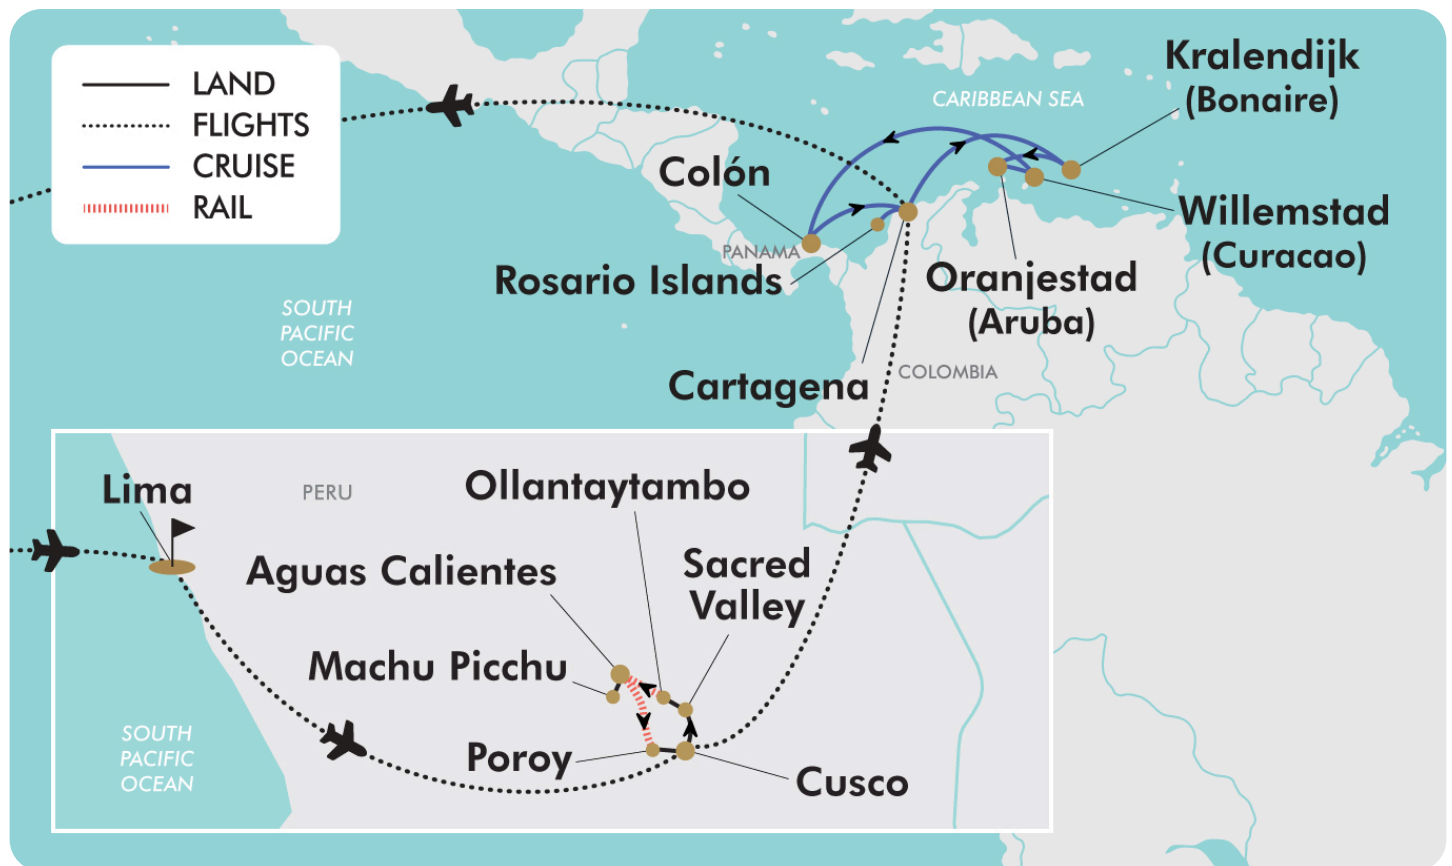 LAND
FLIGHTS
CRUISE
RAIL
CARIBBEAN SEA
Kralendijk
(Bonaire)
Colón
Willemstad
(Curacao)
PANAMA
Rosario Islands
Oranjestad
(Aruba)
SOUTH
PACIFIC
OCEAN
Cartagena
COLOMBIA
Lima
PERU
Ollantaytambo
Aguas Calientes
Sacred
Valley
Machu Picchu
SOUTH
PACIFIC
OCEAN
Poroy
Cusco